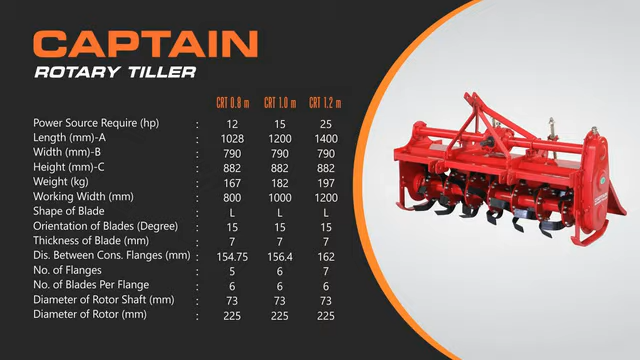 CAPTAIN
ROTARY TILLER
CRT 0.8 m CRT 1.0 m CRT 1.2 m
Power Source Require (hp) : 12 15 25
Length (mm)-A : 1028 1200 1400
Width (mm)-B : 790 790 790
Height (mm)-C : 882 882 882
Weight (kg) : 167 182 197
Working Width (mm) : 800 1000 1200
Shape of Blade : L L L
Orientation of Blades (Degree) : 15 15 15
Thickness of Blade (mm) : 7 7 7
Dis. Between Cons. Flanges (mm) : 154.75 156.4 162
No. of Flanges : 5 6 7
No. of Blades Per Flange : 6 6 6
Diameter of Rotor Shaft (mm) : 73 73 73
Diameter of Rotor (mm) : 225 225 225